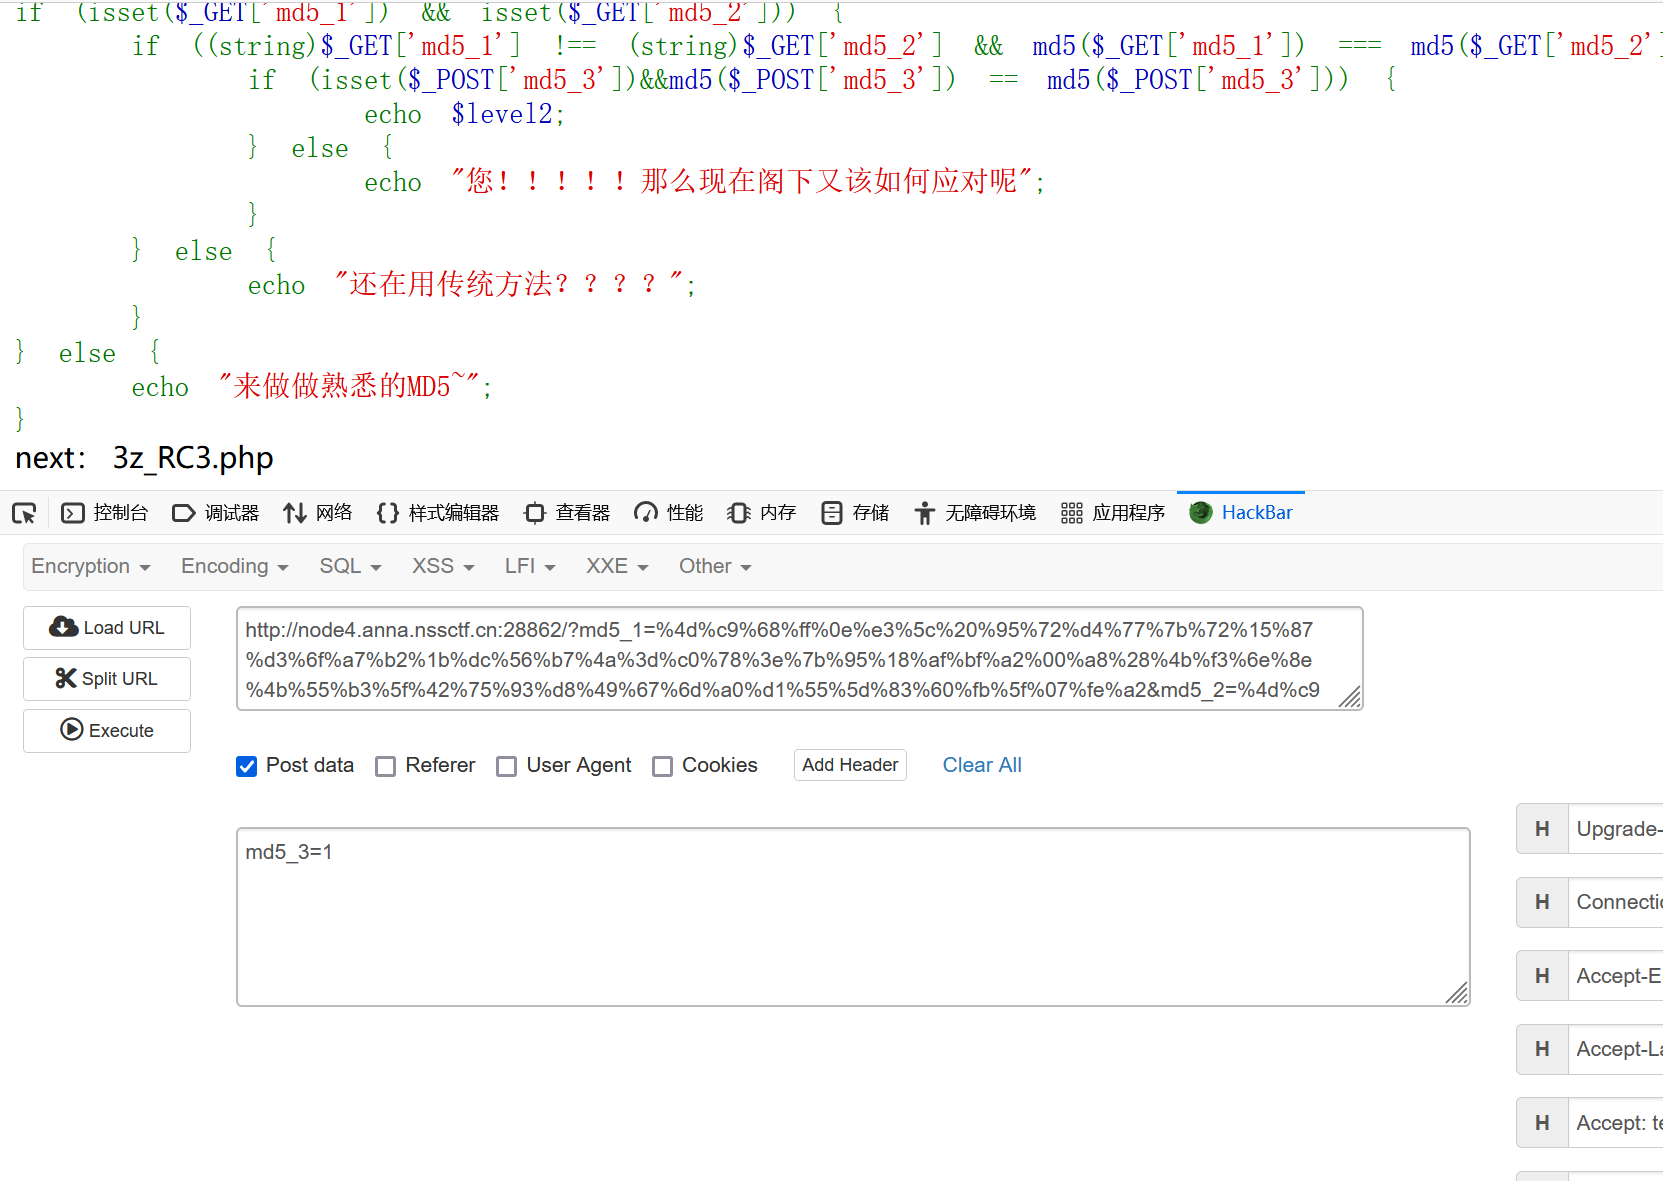 if (isset($_GET['md5_1']) && isset($_GET['md5_2'])) {
if ((string)$_GET['md5_1'] !== (string)$_GET['md5_2'] && md5($_GET['md5_1']) === md5($_GET['md5_2']
if (isset($_POST['md5_3'])&&md5($_POST['md5_3']) == md5($_POST['md5_3'])) {
echo $level2;
} else {
echo "您！！！！！那么现在阁下又该如何应对呢";
}
} else {
echo "还在用传统方法？？？？";
}
} else {
echo "来做做熟悉的MD5~";
}
next: 3z_RC3.php
控制台 调试器 网络 样式编辑器 查看器 性能 内存 存储 无障碍环境 应用程序 HackBar
Encryption Encoding SQL XSS LFI XXE Other
Load URL
Split URL
Execute
http://node4.anna.nssctf.cn:28862/?md5_1=%4d%c9%68%ff%0e%e3%5c%20%95%72%d4%77%7b%72%15%87
%d3%6f%a7%b2%1b%dc%56%b7%4a%3d%c0%78%3e%7b%95%18%af%bf%a2%00%a8%28%4b%f3%6e%8e
%4b%55%b3%5f%42%75%93%d8%49%67%6d%a0%d1%55%5d%83%60%fb%5f%07%fe%a2&md5_2=%4d%c9
Post data Referer User Agent Cookies Add Header Clear All
md5_3=1
H Upgrade-
H Connecti
H Accept-E
H Accept-La
H Accept: te